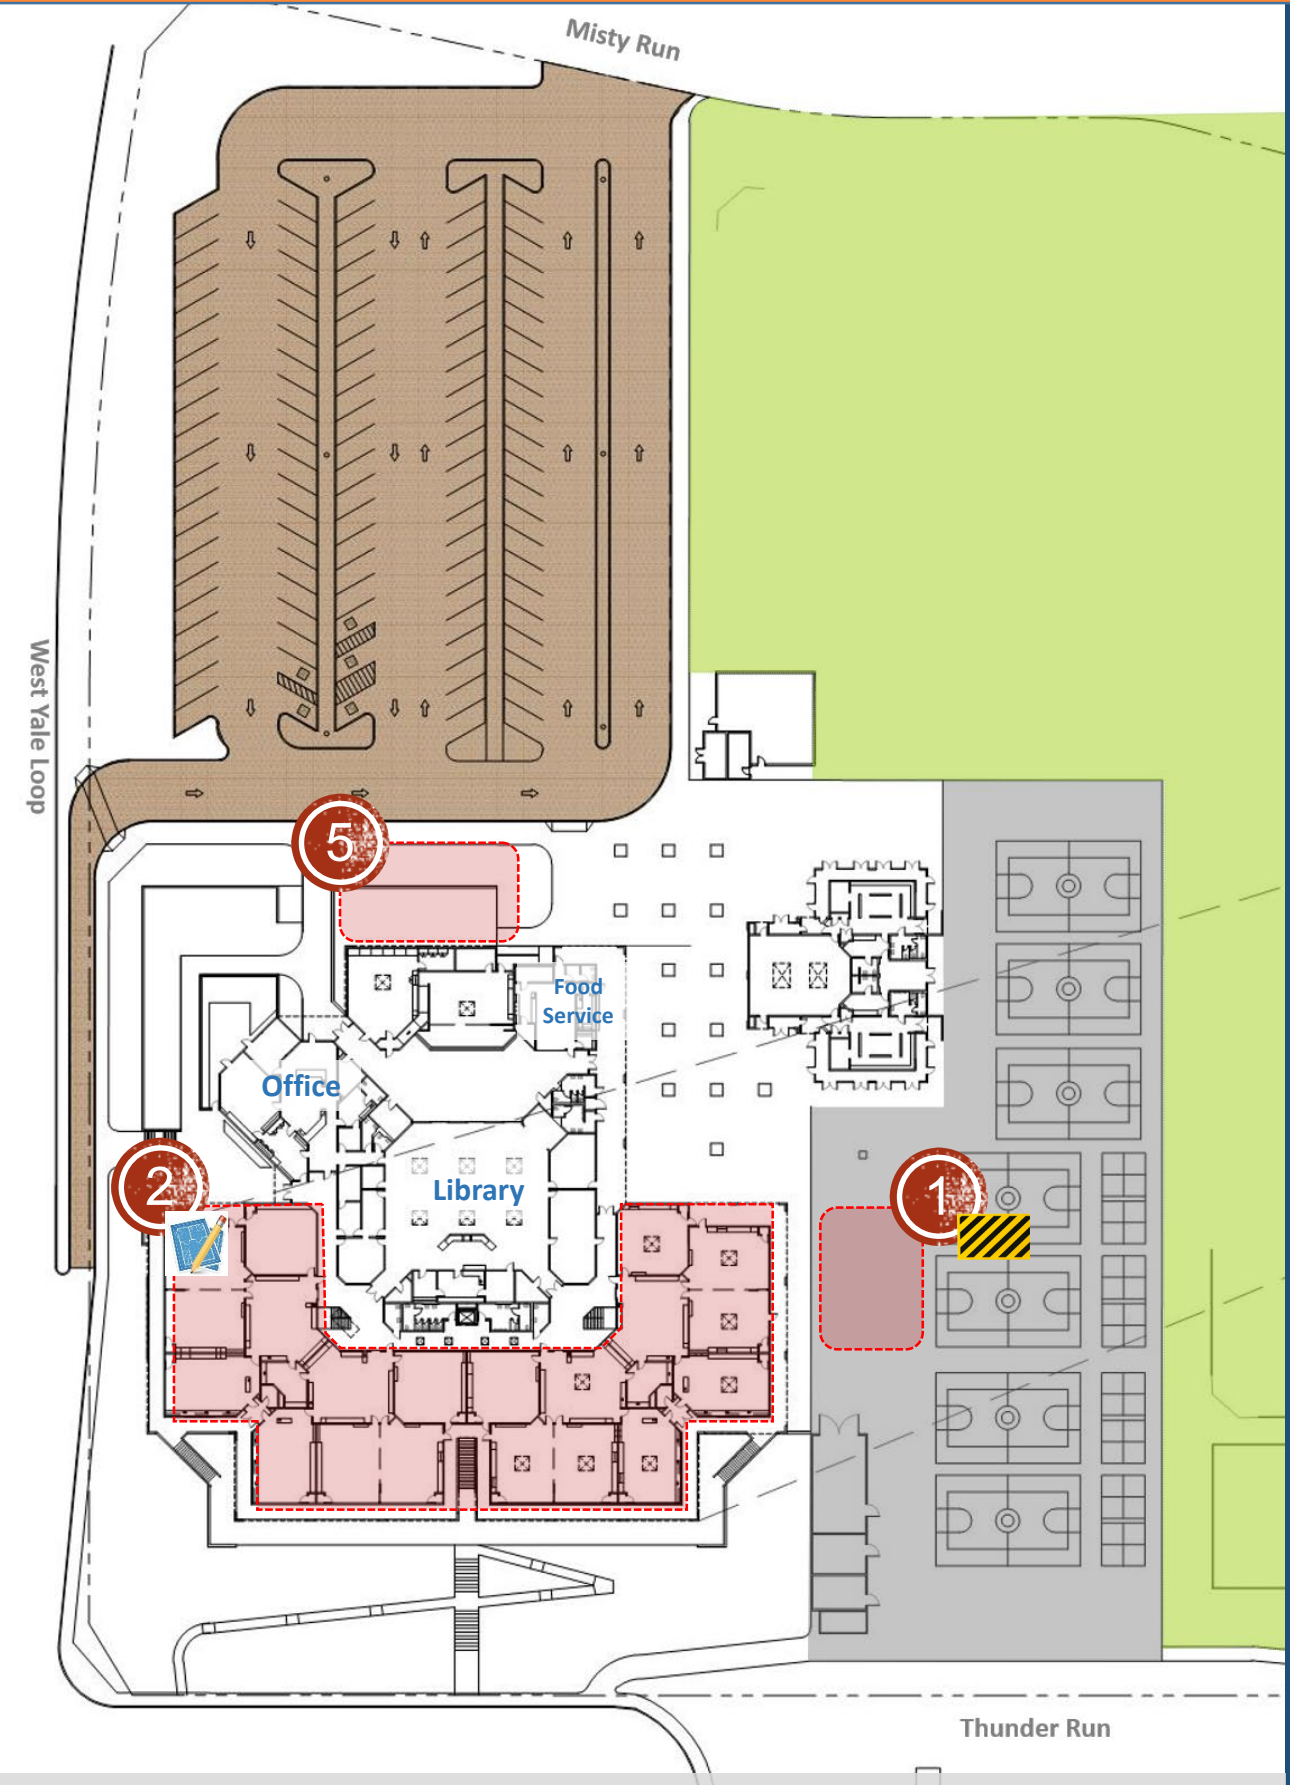 Misty Run
West Yale Loop
5
Food
Service
Office
2
Library
1
Thunder Run